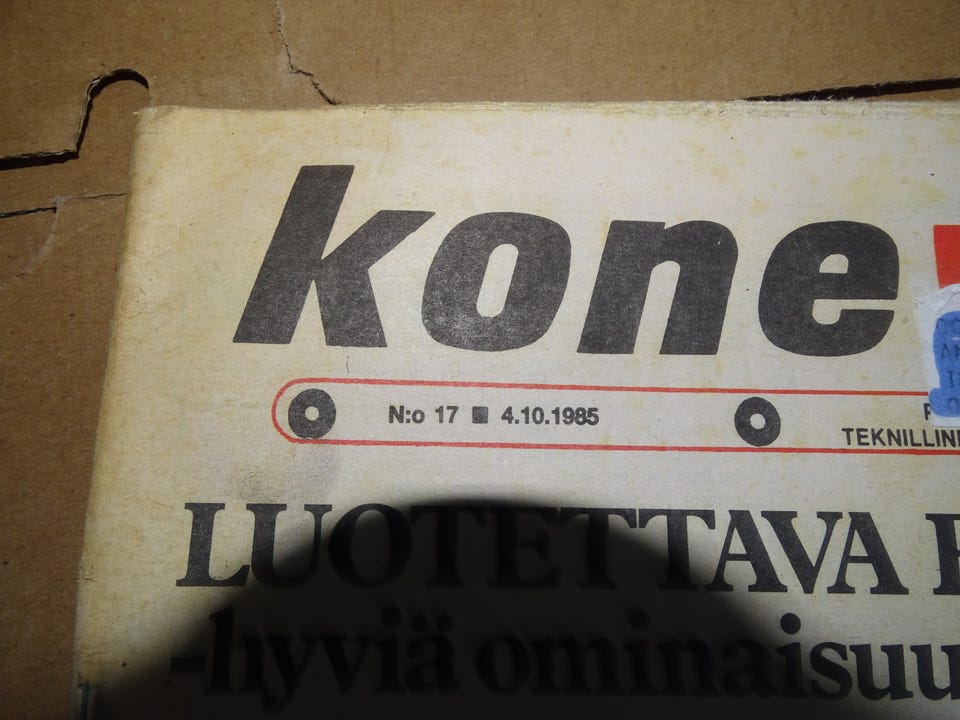 kone
N:o 17 ■ 4.10.1985
TEKNILLINE
LUOTETTAVA
-hyviä ominaisuu